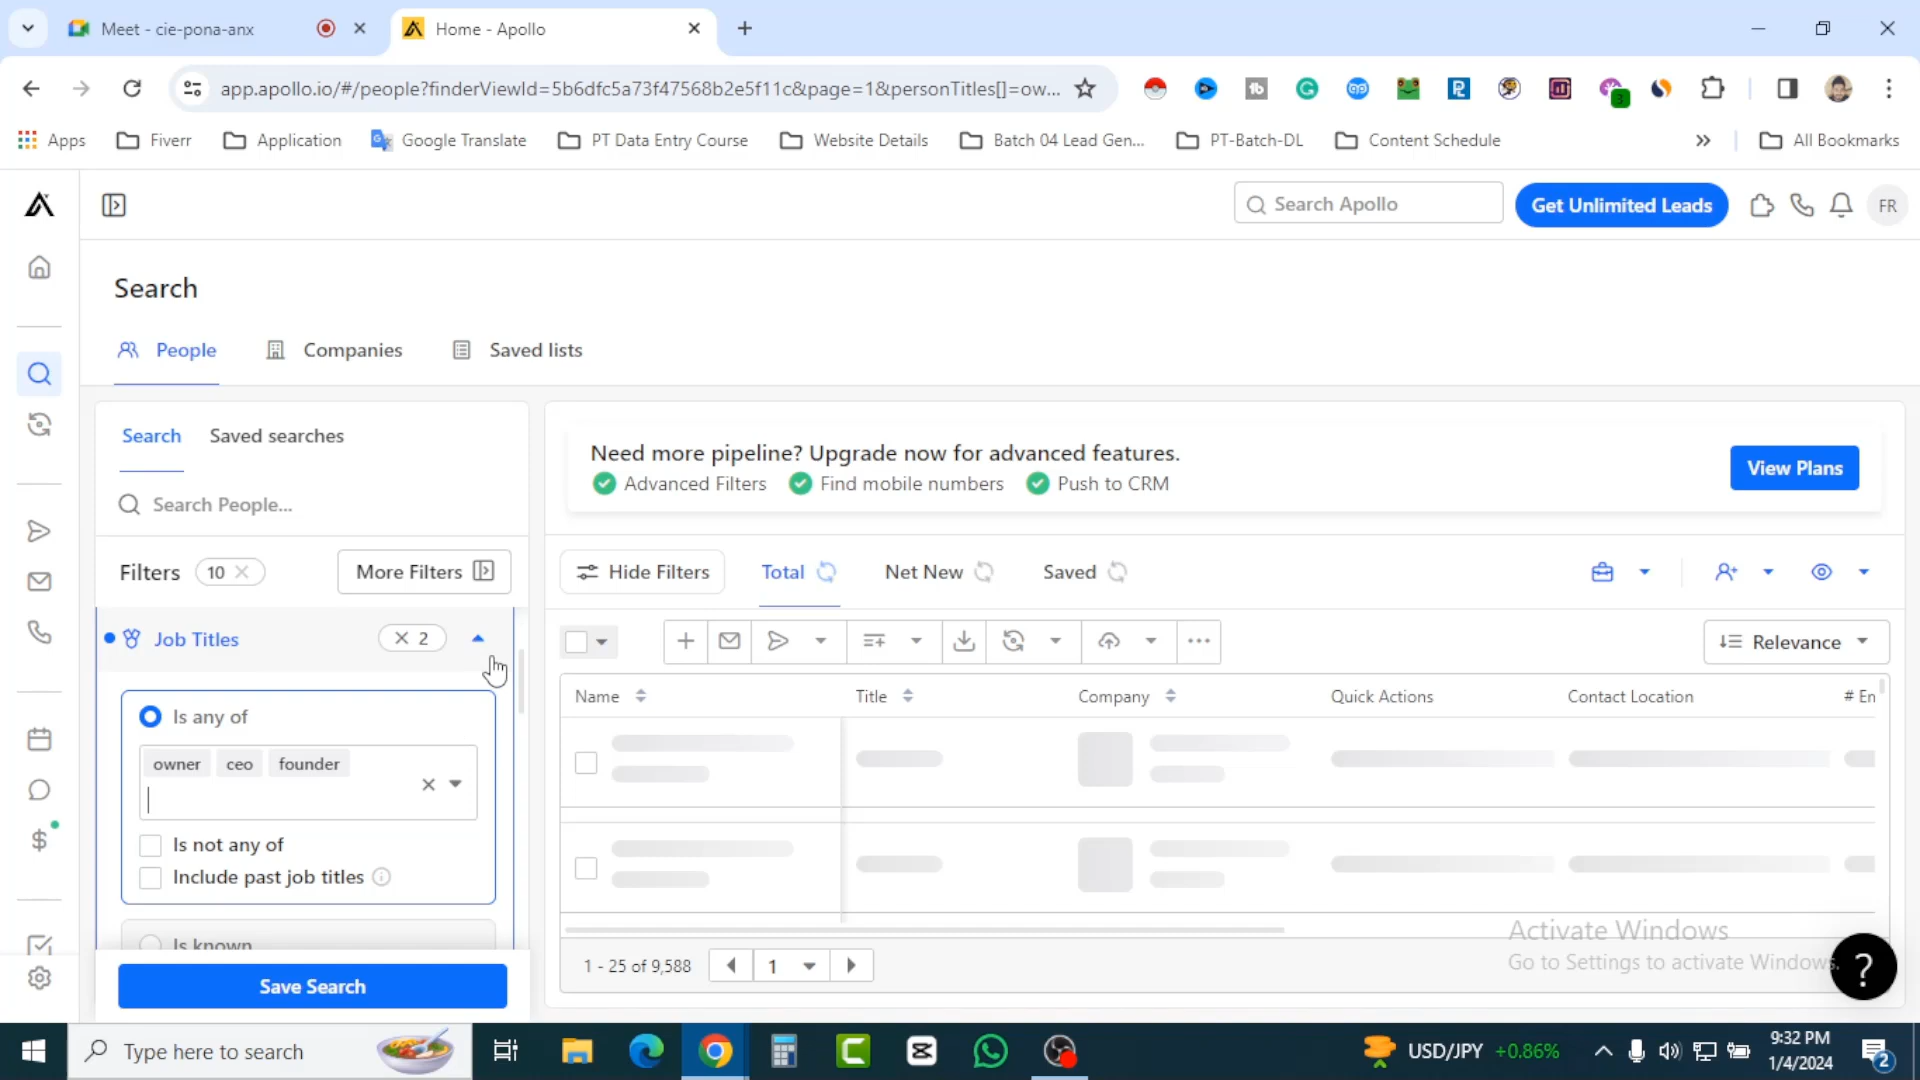 Meet - cie-pona-anx
Home - Apollo
app.apollo.io/#/people?finderViewId=5b6dfc5a73f47568b2e5f11c&page=1&personTitles[]=ow...
3
Apps
Fiverr
Application
Google Translate
PT Data Entry Course
Website Details
Batch 04 Lead Gen...
PT-Batch-DL
Content Schedule
All Bookmarks
Search Apollo
Get Unlimited Leads
FR
Search
People
Companies
Saved lists
Search
Saved searches
Search People...
Need more pipeline? Upgrade now for advanced features.
Advanced Filters
Find mobile numbers
Push to CRM
View Plans
Filters
10
More Filters
Hide Filters
Total
Net New
Saved
Job Titles
2
Relevance
Is any of
owner
ceo
founder
Is not any of
Include past job titles
Is known
Name
Title
Company
Quick Actions
Contact Location
# En
1 - 25 of 9,588
1
Save Search
Activate Windows
Go to Settings to activate Windows.
?
Type here to search
USD/JPY
+0.86%
9:32 PM
1/4/2024
2